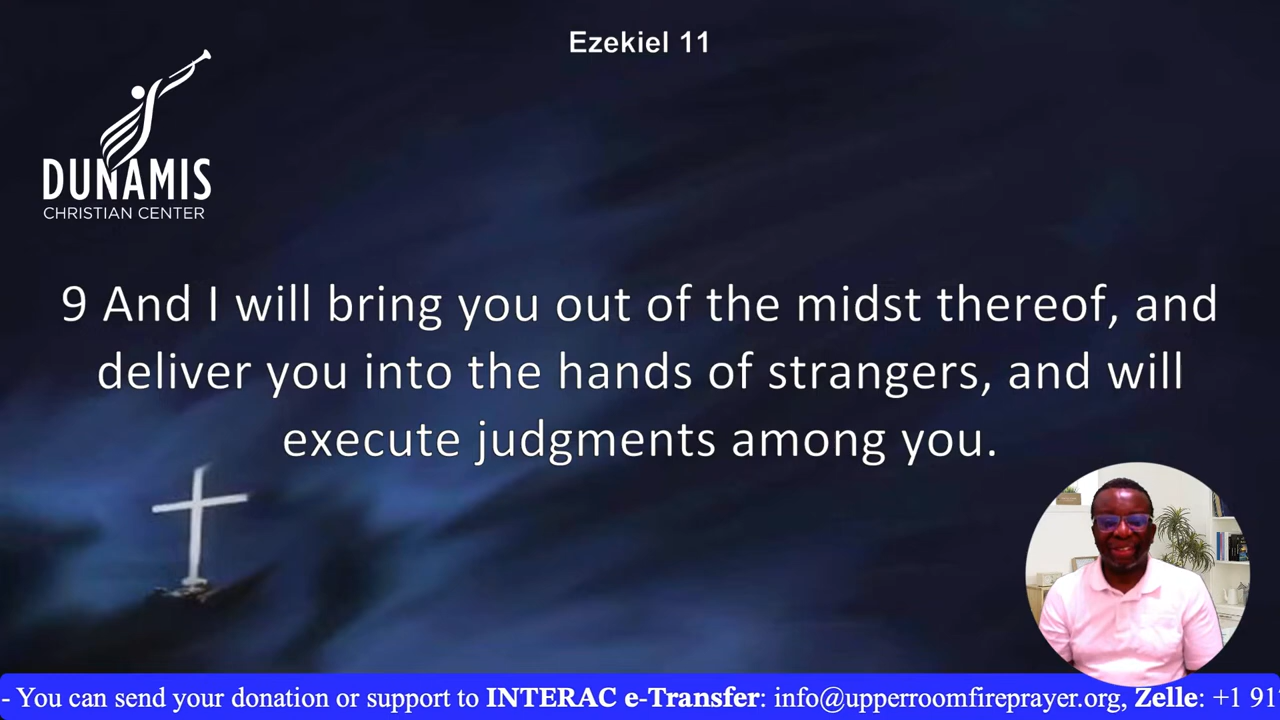 Ezekiel 11
DUNAMIS
CHRISTIAN CENTER
9 And I will bring you out of the midst thereof, and
deliver you into the hands of strangers, and will
execute judgments among you.
- You can send your donation or support to INTERAC e-Transfer: info@upperroomfireprayer.org, Zelle: +1 91